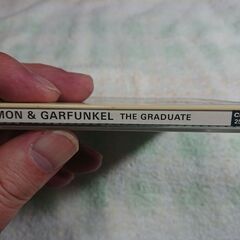 MON & GARFUNKEL THE GRADUATE